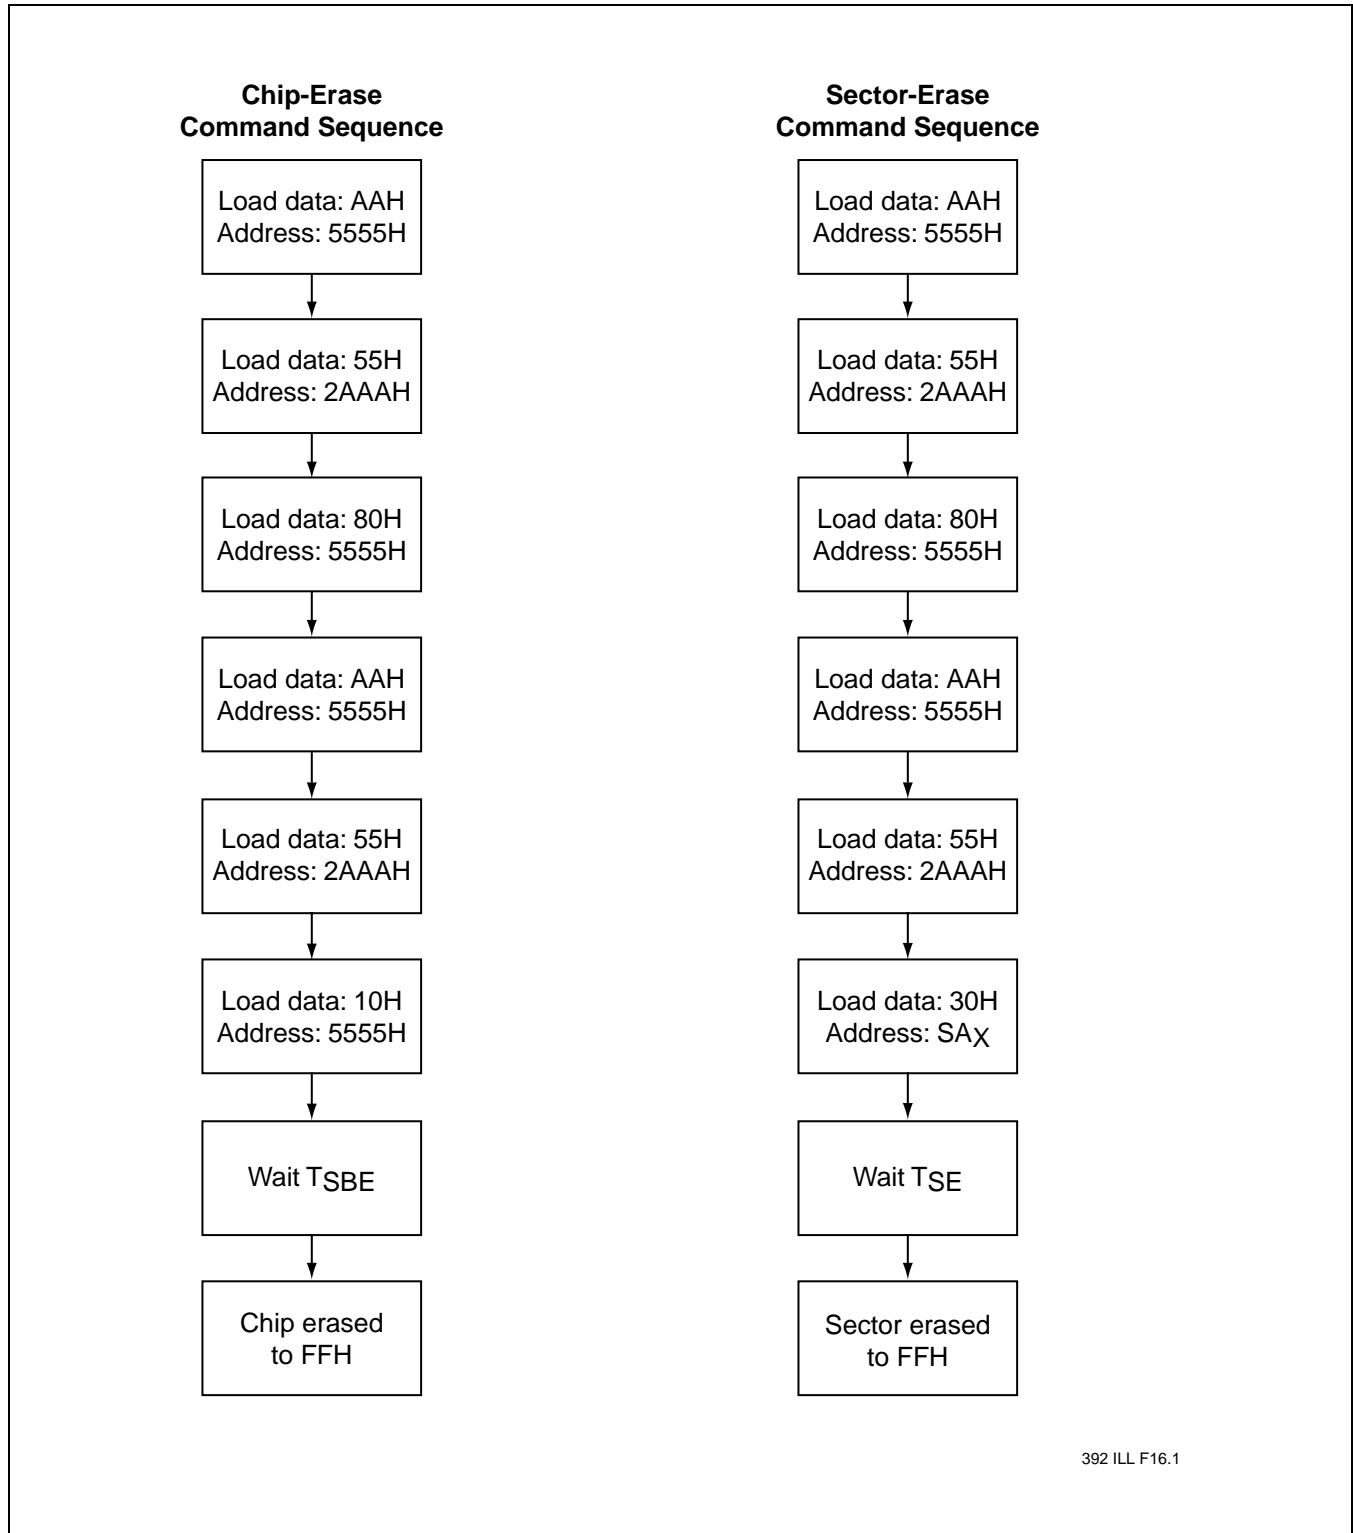 Chip-Erase
Command Sequence
Load data: AAH
Address: 5555H
Load data: 55H
Address: 2AAAH
Load data: 80H
Address: 5555H
Load data: AAH
Address: 5555H
Load data: 55H
Address: 2AAAH
Load data: 10H
Address: 5555H
Wait TSBE
Chip erased
to FFH
Sector-Erase
Command Sequence
Load data: AAH
Address: 5555H
Load data: 55H
Address: 2AAAH
Load data: 80H
Address: 5555H
Load data: AAH
Address: 5555H
Load data: 55H
Address: 2AAAH
Load data: 30H
Address: SAX
Wait TSE
Sector erased
to FFH
392 ILL F16.1